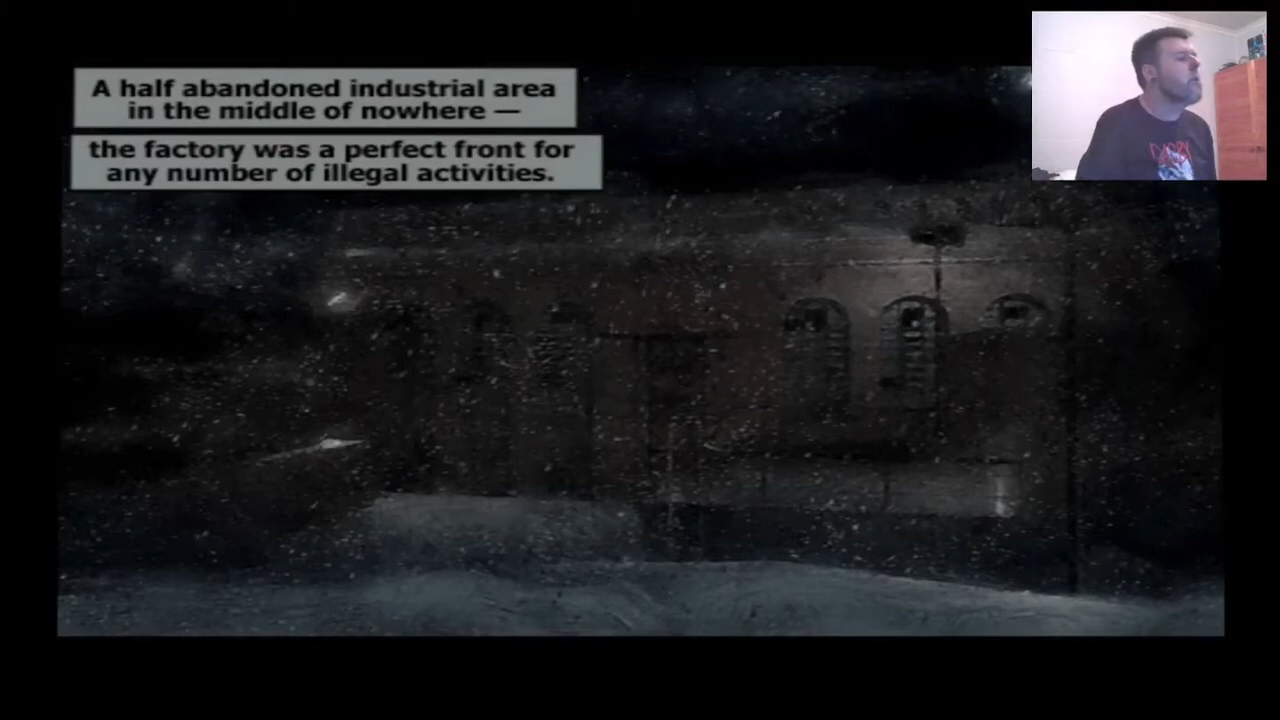 A half abandoned industrial area
in the middle of nowhere —
the factory was a perfect front for
any number of illegal activities.